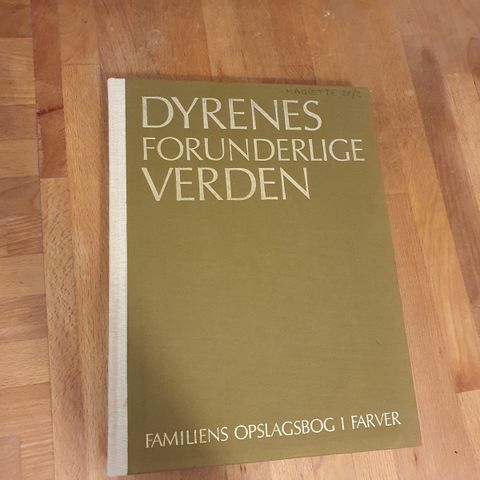 DYRENES
FORUNDERLIGE
VERDEN
FAMILIENS OPSLAGSBOG I FARVER